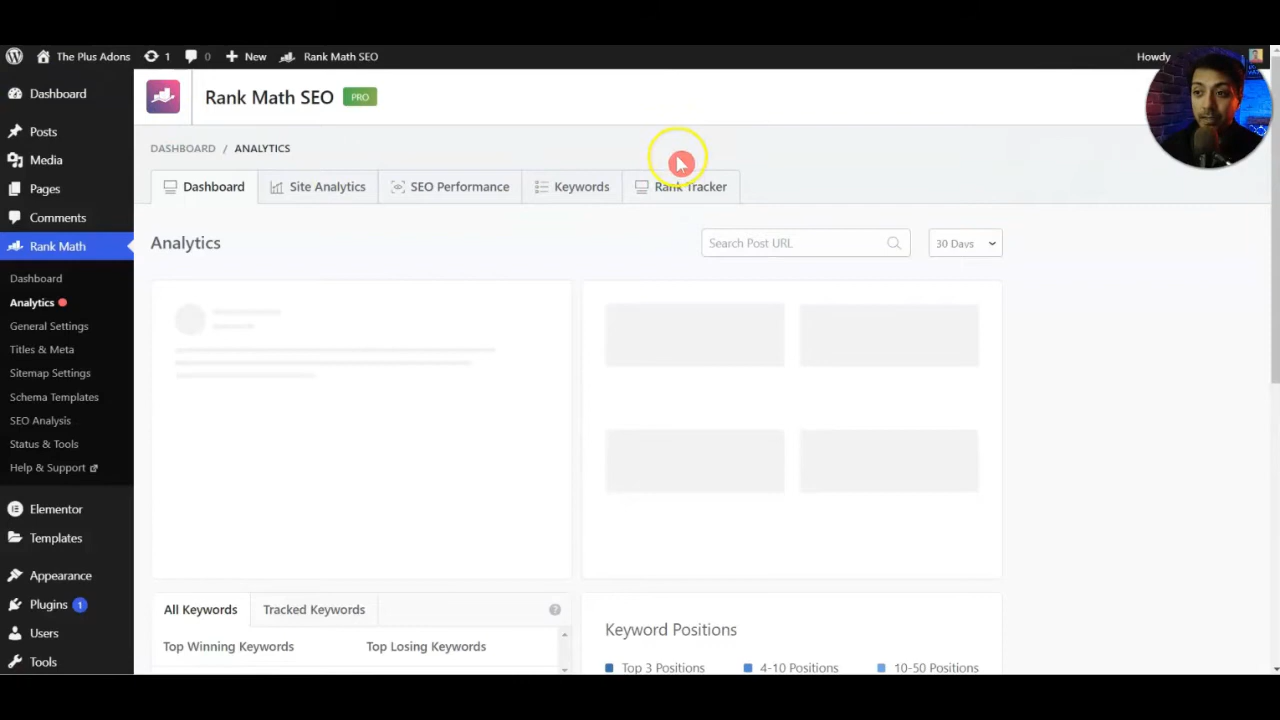 The Plus Adons
1
0
New
Rank Math SEO
Howdy
Dashboard
Posts
Media
Pages
Comments
Rank Math
Dashboard
Analytics
General Settings
Titles & Meta
Sitemap Settings
Schema Templates
SEO Analysis
Status & Tools
Help & Support
Elementor
Templates
Appearance
Plugins 1
Users
Tools
Rank Math SEO PRO
DASHBOARD / ANALYTICS
Dashboard
Site Analytics
SEO Performance
Keywords
Rank Tracker
Analytics
Search Post URL
30 Days
All Keywords
Tracked Keywords
?
Top Winning Keywords
Top Losing Keywords
Keyword Positions
Top 3 Positions
4-10 Positions
10-50 Positions